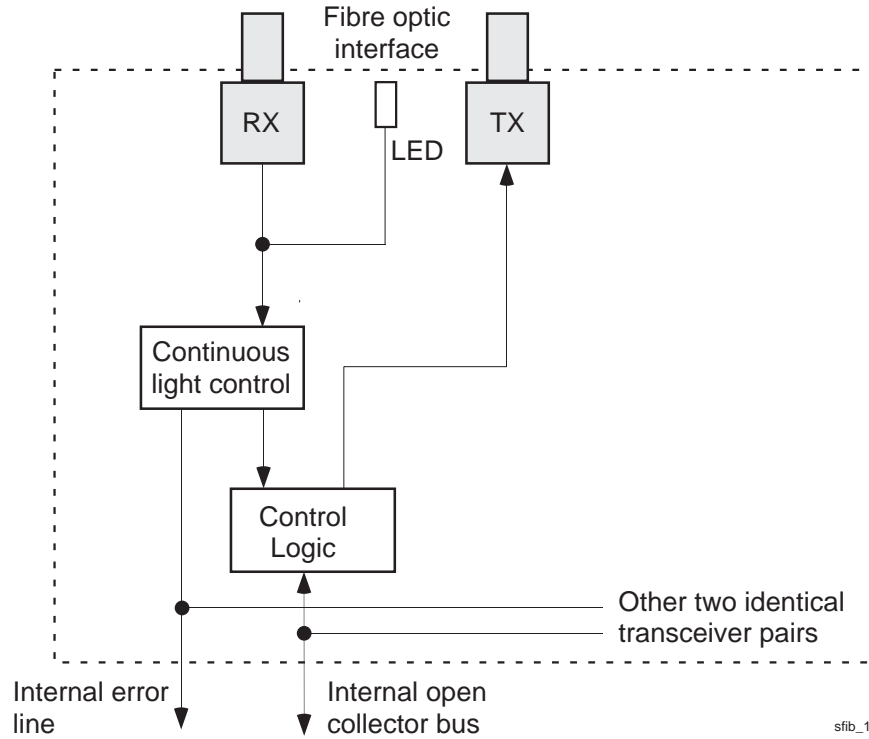 Fibre optic
interface
RX
TX
LED
Continuous
light control
Control
Logic
Other two identical
transceiver pairs
Internal error
line
Internal open
collector bus
sfib_1